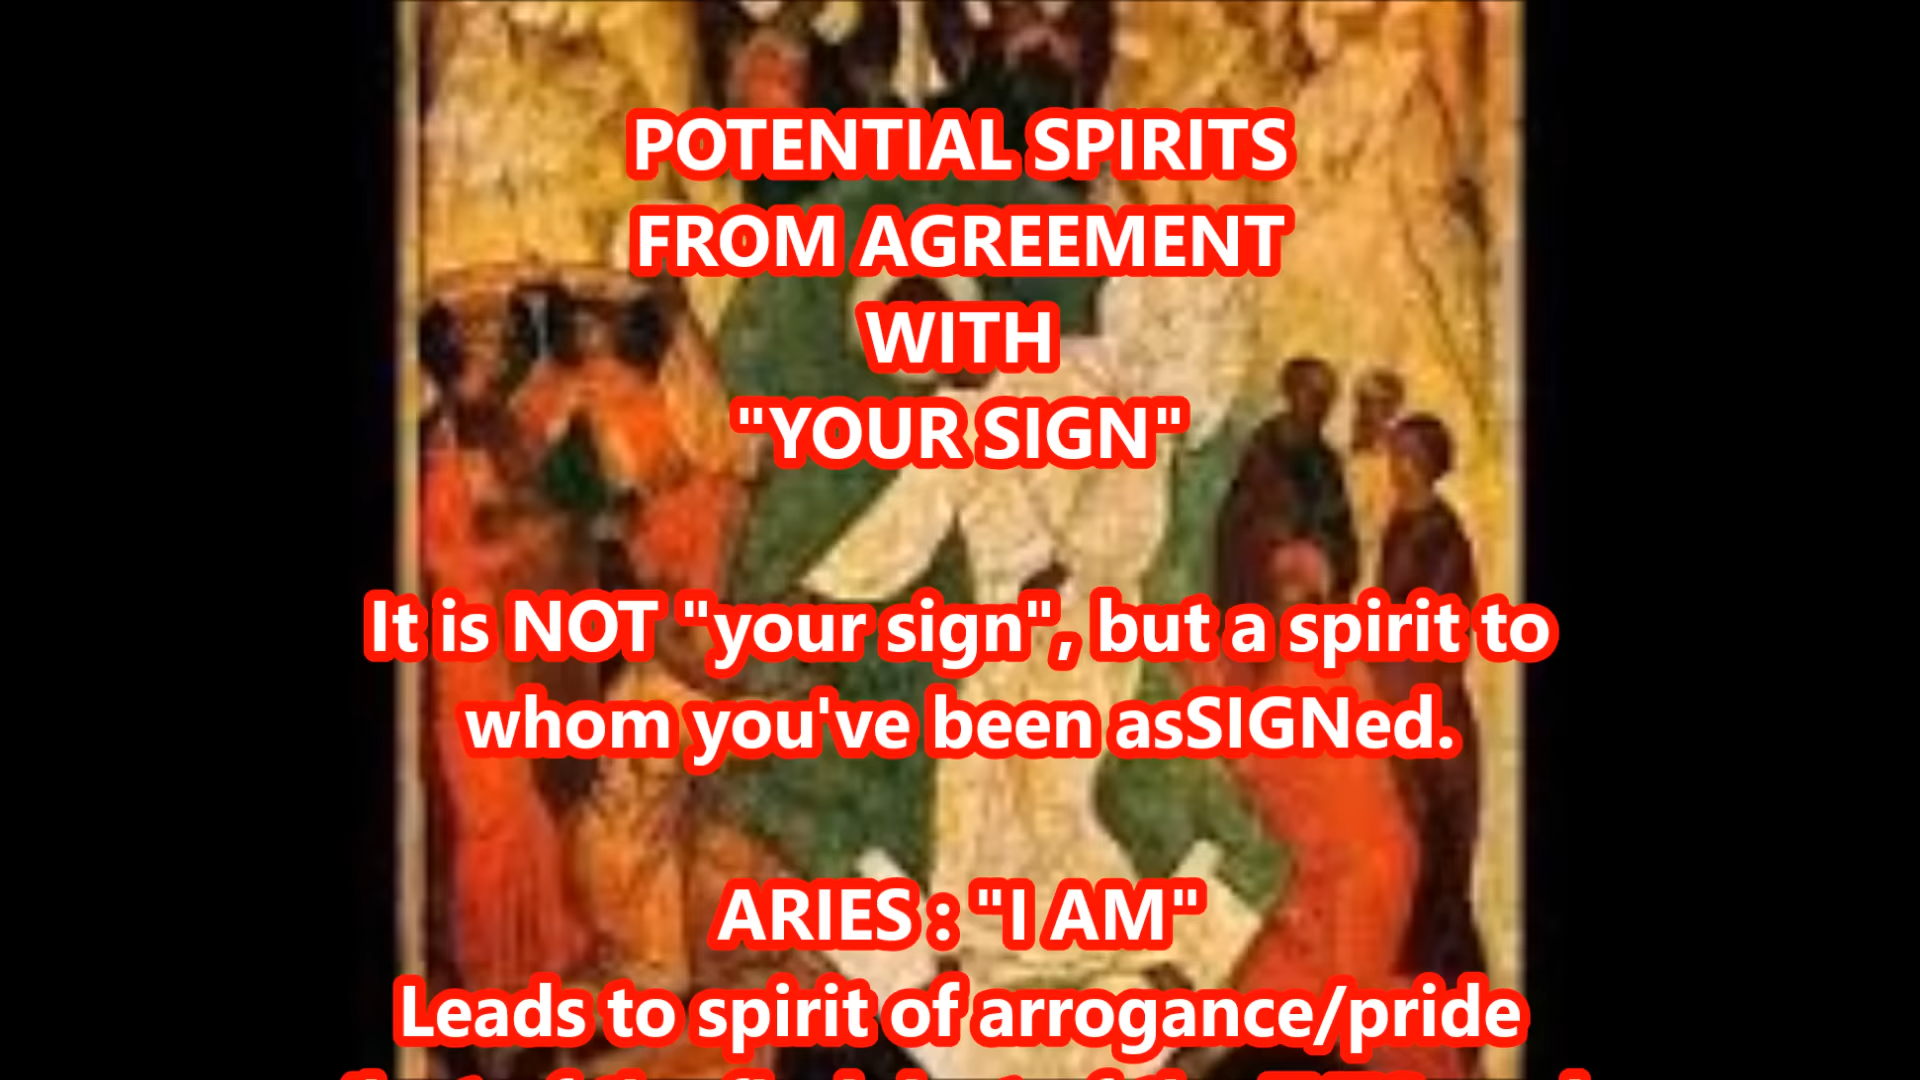 POTENTIAL SPIRITS
FROM AGREEMENT
WITH
"YOUR SIGN"
It is NOT "your sign", but a spirit to
whom you've been asSIGNed.
ARIES : "I AM"
Leads to spirit of arrogance/pride